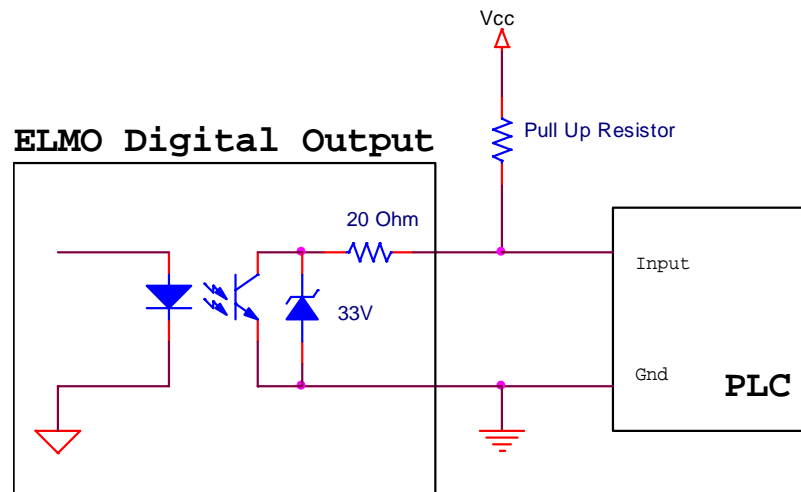 Vcc
Pull Up Resistor
ELMO Digital Output
20 Ohm
Input
33V
Gnd
PLC